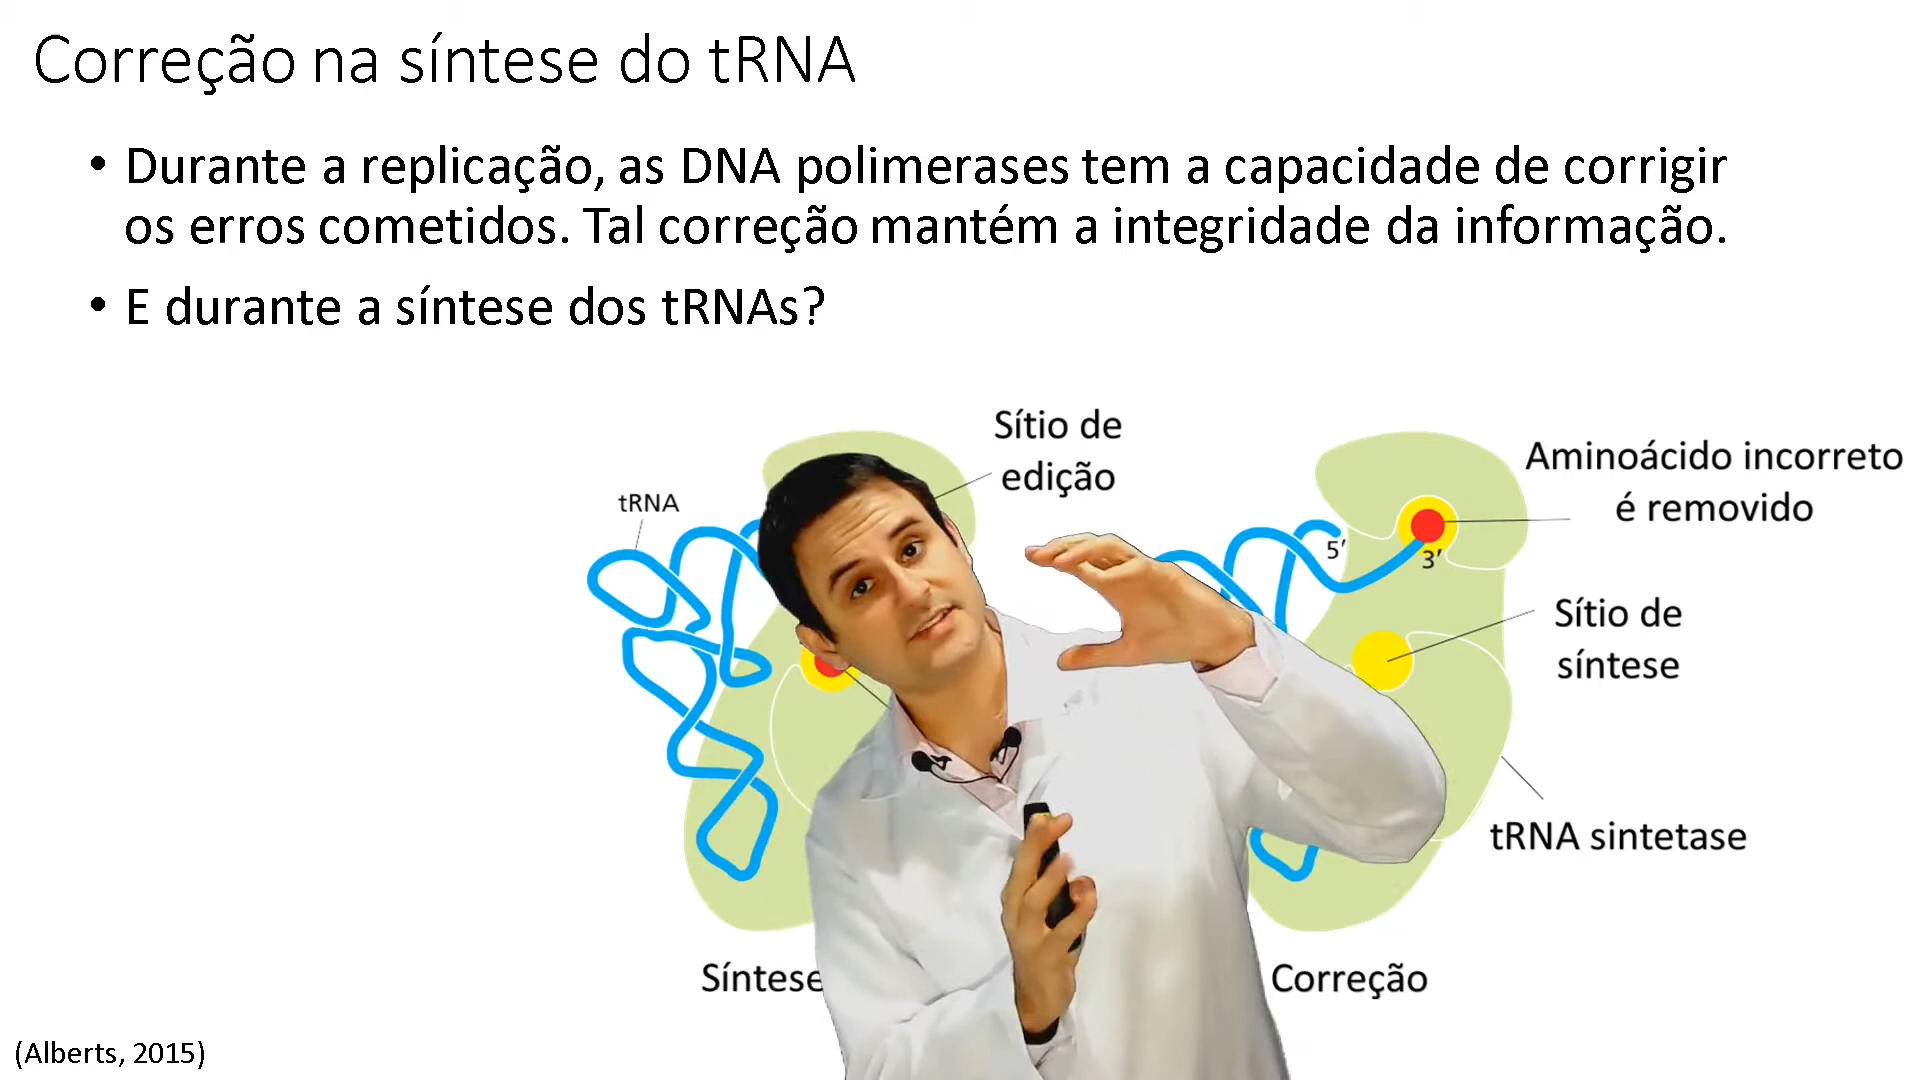 Correção na síntese do tRNA
• Durante a replicação, as DNA polimerases tem a capacidade de corrigir
os erros cometidos. Tal correção mantém a integridade da informação.
• E durante a síntese dos tRNAs?
Sítio de
edição
tRNA
Aminoácido incorreto
é removido
5′
3′
Sítio de
síntese
tRNA sintetase
Síntese
Correção
(Alberts, 2015)